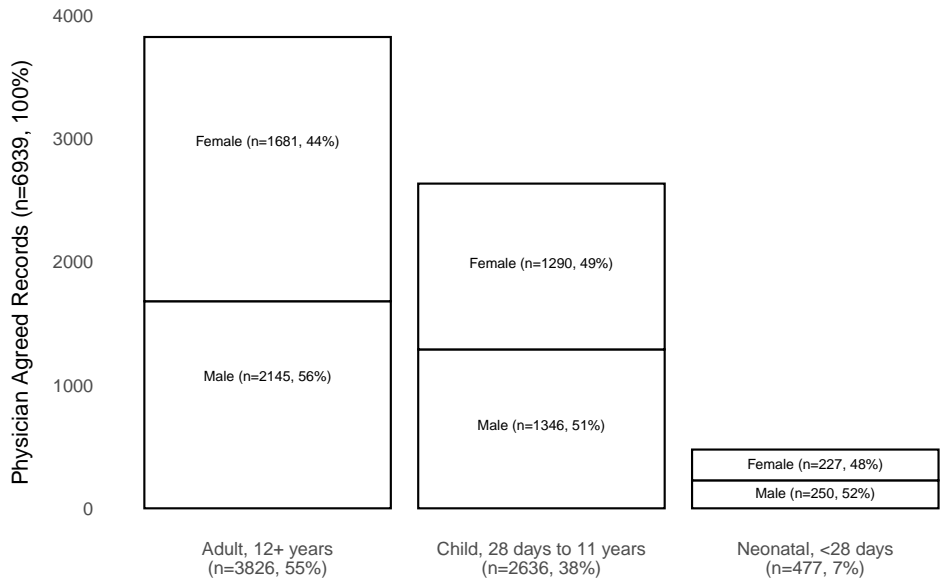 Physician Agreed Records (n=6939, 100%)
4000
3000
2000
1000
0
Female (n=1681, 44%)
Male (n=2145, 56%)
Female (n=1290, 49%)
Male (n=1346, 51%)
Female (n=227, 48%)
Male (n=250, 52%)
Adult, 12+ years
(n=3826, 55%)
Child, 28 days to 11 years
(n=2636, 38%)
Neonatal, <28 days
(n=477, 7%)